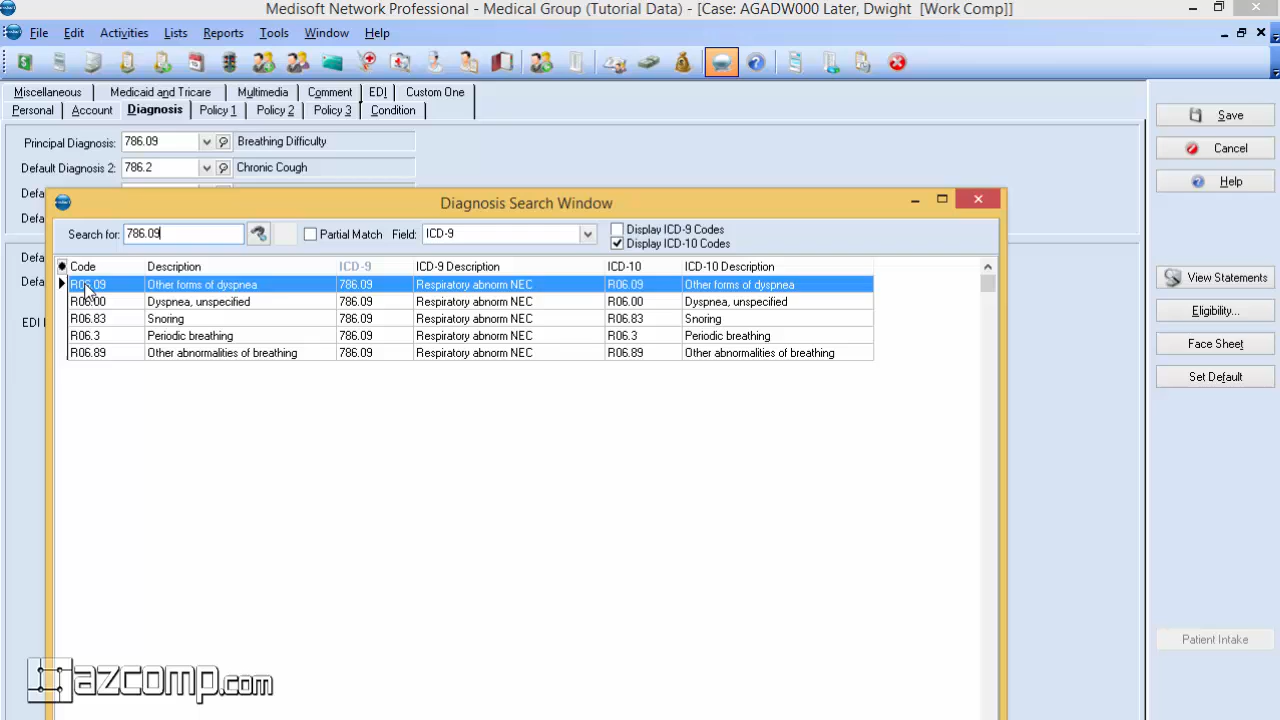 Medisoft Network Professional - Medical Group (Tutorial Data) - [Case: AGADW000 Later, Dwight [Work Comp]]
File Edit Activities Lists Reports Tools Window Help
Miscellaneous Medicaid and Tricare Multimedia Comment EDI Custom One
Personal Account Diagnosis Policy 1 Policy 2 Policy 3 Condition
Save
Principal Diagnosis: 786.09 Breathing Difficulty
Cancel
Default Diagnosis 2: 786.2 Chronic Cough
Help
Defa
Diagnosis Search Window
Defa
Search for: 786.09 Partial Match Field: ICD-9 Display ICD-9 Codes
Display ICD-10 Codes
Defa
Code Description ICD-9 ICD-9 Description ICD-10 ICD-10 Description
View Statements
Defa
R06.09 Other forms of dyspnea 786.09 Respiratory abnorm NEC R06.09 Other forms of dyspnea
R06.00 Dyspnea, unspecified 786.09 Respiratory abnorm NEC R06.00 Dyspnea, unspecified
Eligibility...
EDI
R06.83 Snoring 786.09 Respiratory abnorm NEC R06.83 Snoring
R06.3 Periodic breathing 786.09 Respiratory abnorm NEC R06.3 Periodic breathing
Face Sheet
R06.89 Other abnormalities of breathing 786.09 Respiratory abnorm NEC R06.89 Other abnormalities of breathing
Set Default
Patient Intake
azcomp.com